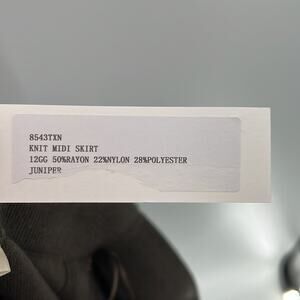 8543TXN
KNIT MIDI SKIRT
12GG 50%RAYON 22%NYLON 28%POLYESTER
JUNIPER